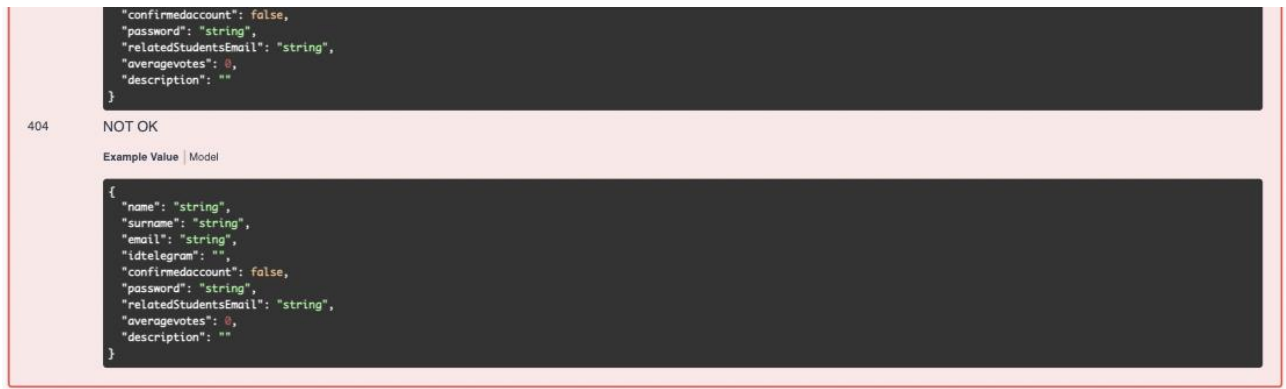 "confirmedaccount": false,
"password": "string",
"relatedStudentsEmail": "string",
"averagevotes": 0,
"description": ""
}
404 NOT OK
Example Value | Model
{
"name": "string",
"surname": "string",
"email": "string",
"idtelegram": "",
"confirmedaccount": false,
"password": "string",
"relatedStudentsEmail": "string",
"averagevotes": 0,
"description": ""
}